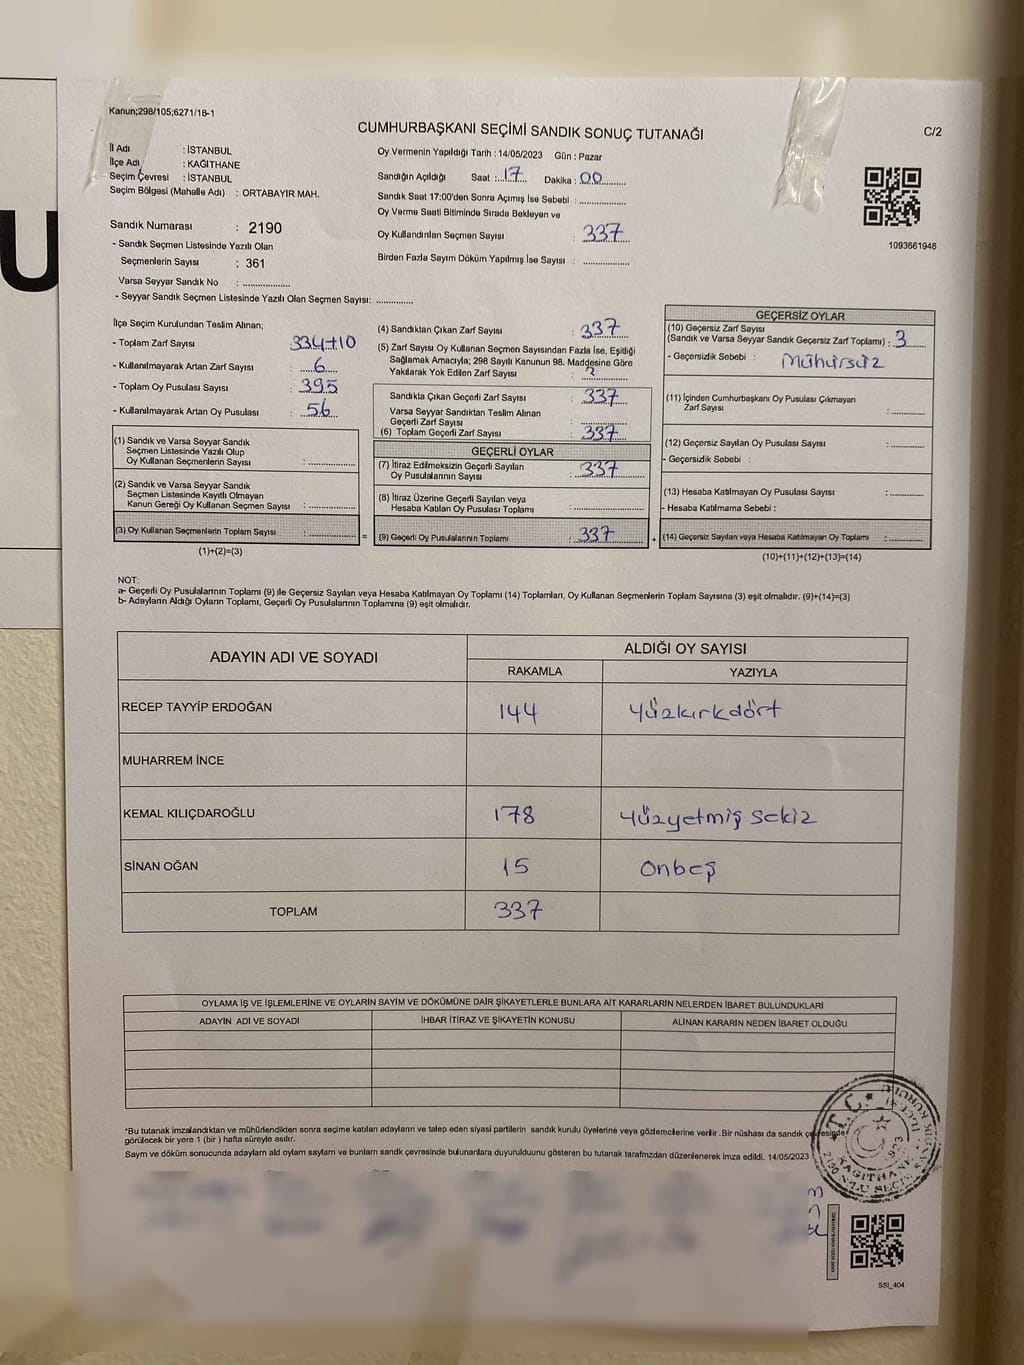 U
Kanun;298/105;6271/18-1
CUMHURBAŞKANI SEÇİMİ SANDIK SONUÇ TUTANAĞI
C/2
İl Adı : İSTANBUL
İlçe Adı : KAĞITHANE
Seçim Çevresi : İSTANBUL
Seçim Bölgesi (Mahalle Adı) : ORTABAYIR MAH.
Sandık Numarası : 2190
- Sandık Seçmen Listesinde Yazılı Olan
Seçmenlerin Sayısı : 361
Varsa Seyyar Sandık No : ..................
- Seyyar Sandık Seçmen Listesinde Yazılı Olan Seçmen Sayısı: ..............
Oy Vermenin Yapıldığı Tarih : 14/05/2023 Gün : Pazar
Sandığın Açıldığı Saat :..17.. Dakika : 00
Sandık Saat 17:00'den Sonra Açımış İse Sebebi : ..................
Oy Verme Saati Bitiminde Sırada Bekleyen ve
Oy Kullandırılan Seçmen Sayısı : 337
Birden Fazla Sayım Döküm Yapılmış İse Sayısı : ..................
1093661946
İlçe Seçim Kurulundan Teslim Alınan;
- Toplam Zarf Sayısı 334+10
- Kullanılmayarak Artan Zarf Sayısı : 6
- Toplam Oy Pusulası Sayısı : 395
- Kullanılmayarak Artan Oy Pusulası : 56
(1) Sandık ve Varsa Seyyar Sandık
Seçmen Listesinde Yazılı Olup
Oy Kullanan Seçmenlerin Sayısı : ..................
(2) Sandık ve Varsa Seyyar Sandık
Seçmen Listesinde Kayıtlı Olmayan
Kanun Gereği Oy Kullanan Seçmen Sayısı : ..................
(3) Oy Kullanan Seçmenlerin Toplam Sayısı : ..................
=
(1)+(2)=(3)
(4) Sandıktan Çıkan Zarf Sayısı : 337
(5) Zarf Sayısı Oy Kullanan Seçmen Sayısından Fazla İse, Eşitliği
Sağlamak Amacıyla; 298 Sayılı Kanunun 98. Maddesine Göre
Yakılarak Yok Edilen Zarf Sayısı :
Sandıkta Çıkan Geçerli Zarf Sayısı : 337
Varsa Seyyar Sandıktan Teslim Alınan
Geçerli Zarf Sayısı : ..................
(6) Toplam Geçerli Zarf Sayısı : 337
GEÇERLİ OYLAR
(7) İtiraz Edilmeksizin Geçerli Sayılan
Oy Pusulalarının Sayısı : 337
(8) İtiraz Üzerine Geçerli Sayılan veya
Hesaba Katılan Oy Pusulası Toplamı : ..................
(9) Geçerli Oy Pusulalarının Toplamı : 337
+
GEÇERSİZ OYLAR
(10) Geçersiz Zarf Sayısı
(Sandık ve Varsa Seyyar Sandık Geçersiz Zarf Toplamı) : 3
- Geçersizlik Sebebi : Mühürsüz
(11) İçinden Cumhurbaşkanı Oy Pusulası Çıkmayan
Zarf Sayısı : ............
(12) Geçersiz Sayılan Oy Pusulası Sayısı : ............
- Geçersizlik Sebebi :
(13) Hesaba Katılmayan Oy Pusulası Sayısı : ............
- Hesaba Katılmama Sebebi :
(14) Geçersiz Sayılan veya Hesaba Katılmayan Oy Toplamı : ............
(10)+(11)+(12)+(13)=(14)
NOT:
a- Geçerli Oy Pusulalarının Toplamı (9) ile Geçersiz Sayılan veya Hesaba Katılmayan Oy Toplamı (14) Toplamları, Oy Kullanan Seçmenlerin Toplam Sayısına (3) eşit olmalıdır. (9)+(14)=(3)
b- Adayların Aldığı Oyların Toplamı, Geçerli Oy Pusulalarının Toplamına (9) eşit olmalıdır.
ADAYIN ADI VE SOYADI
ALDIĞI OY SAYISI
RAKAMLA YAZIYLA
RECEP TAYYİP ERDOĞAN 144 Yüzkırkdört
MUHARREM İNCE
KEMAL KILIÇDAROĞLU 178 Yüzyetmiş sekiz
SİNAN OĞAN 15 Onbeş
TOPLAM 337
OYLAMA İŞ VE İŞLEMLERİNE VE OYLARIN SAYIM VE DÖKÜMÜNE DAİR ŞİKAYETLERLE BUNLARA AİT KARARLARIN NELERDEN İBARET BULUNDUKLARI
ADAYIN ADI VE SOYADI İHBAR İTİRAZ VE ŞİKAYETİN KONUSU ALINAN KARARIN NEDEN İBARET OLDUĞU
*Bu tutanak imzalandıktan ve mühürlendikten sonra seçime katılan adayların ve talep eden siyasi partilerin sandık kurulu üyelerine veya gözlemcilerine verilir .Bir nüshası da sandık çevresinde
görülecek bir yere 1 (bir ) hafta süreyle asılır.
Sayım ve döküm sonucunda adayların aldı oyların sayıları ve bunların sandık çevresinde bulunanlara duyurulduunu gösteren bu tutanak tarafımızdan düzenlenerek imza edildi. 14/05/2023
T.C.
KAĞITHANE
1923
SSI_404